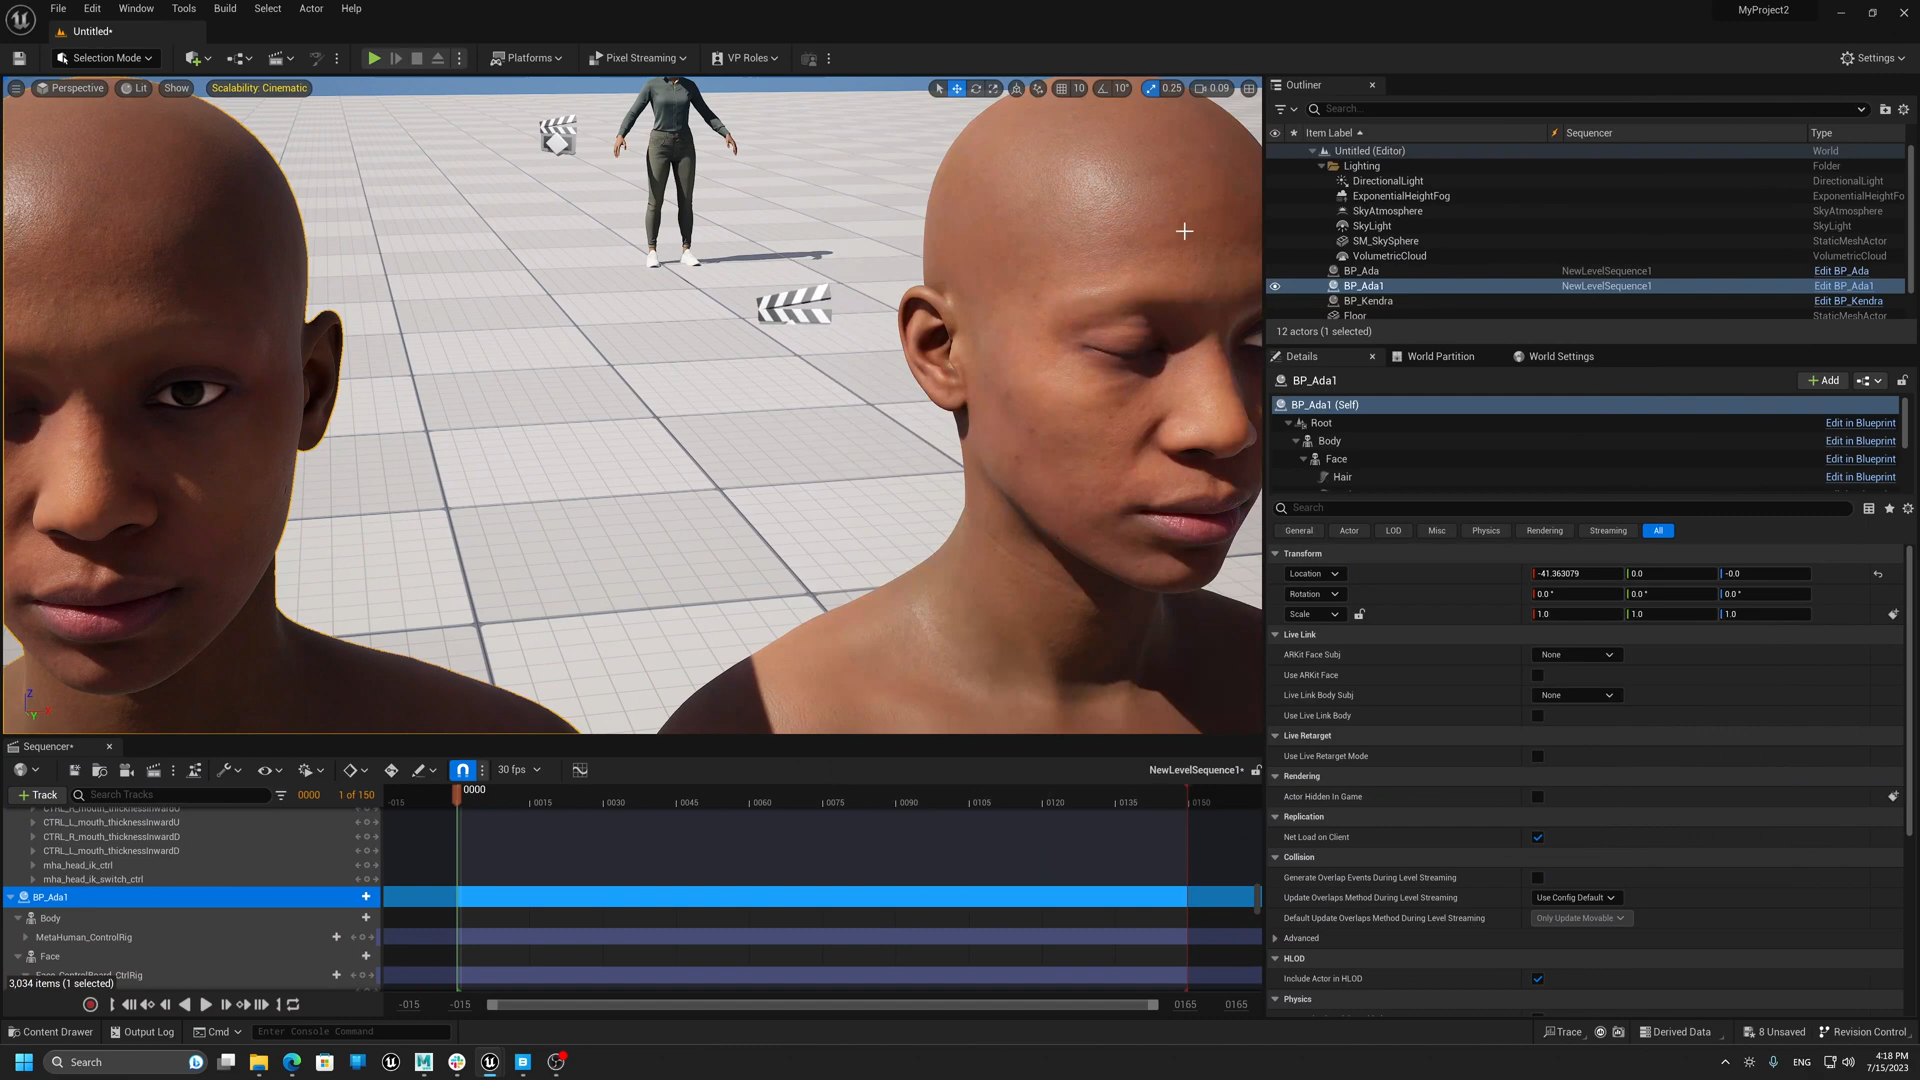 File Edit Window Tools Build Select Actor Help
MyProject2
Untitled*
Selection Mode
Platforms
Pixel Streaming
VP Roles
Settings
Perspective
Lit
Show
Scalability: Cinematic
10
10°
0.25
0.09
Outliner
Search...
Item Label
Sequencer
Type
Untitled (Editor)
World
Lighting
Folder
DirectionalLight
DirectionalLight
ExponentialHeightFog
ExponentialHeightFo
SkyAtmosphere
SkyAtmosphere
SkyLight
SkyLight
SM_SkySphere
StaticMeshActor
VolumetricCloud
VolumetricCloud
BP_Ada
NewLevelSequence1
Edit BP_Ada
BP_Ada1
NewLevelSequence1
Edit BP_Ada1
BP_Kendra
Edit BP_Kendra
Floor
StaticMeshActor
12 actors (1 selected)
Details
World Partition
World Settings
BP_Ada1
Add
BP_Ada1 (Self)
Root
Edit in Blueprint
Body
Edit in Blueprint
Face
Edit in Blueprint
Hair
Edit in Blueprint
Search
General
Actor
LOD
Misc
Physics
Rendering
Streaming
All
Transform
Location
-41.363079
0.0
-0.0
Rotation
0.0 °
0.0 °
0.0 °
Scale
1.0
1.0
1.0
Live Link
ARKit Face Subj
None
Use ARKit Face
Live Link Body Subj
None
Use Live Link Body
Live Retarget
Use Live Retarget Mode
Rendering
Actor Hidden In Game
Replication
Net Load on Client
Collision
Generate Overlap Events During Level Streaming
Update Overlaps Method During Level Streaming
Use Config Default
Default Update Overlaps Method During Level Streaming
Only Update Movable
Advanced
HLOD
Include Actor in HLOD
Physics
Z
X
Y
Sequencer*
30 fps
NewLevelSequence1*
Track
Search Tracks
0000
1 of 150
-015
0000
0015
0030
0045
0060
0075
0090
0105
0120
0135
0150
CTRL_R_mouth_thicknessInwardU
CTRL_L_mouth_thicknessInwardU
CTRL_R_mouth_thicknessInwardD
CTRL_L_mouth_thicknessInwardD
mha_head_ik_ctrl
mha_head_ik_switch_ctrl
BP_Ada1
Body
MetaHuman_ControlRig
Face
Face_ControlBoard_CtrlRig
3,034 items (1 selected)
-015
-015
0165
0165
Content Drawer
Output Log
Cmd
Enter Console Command
Trace
Derived Data
8 Unsaved
Revision Control
Search
ENG
4:18 PM
7/15/2023